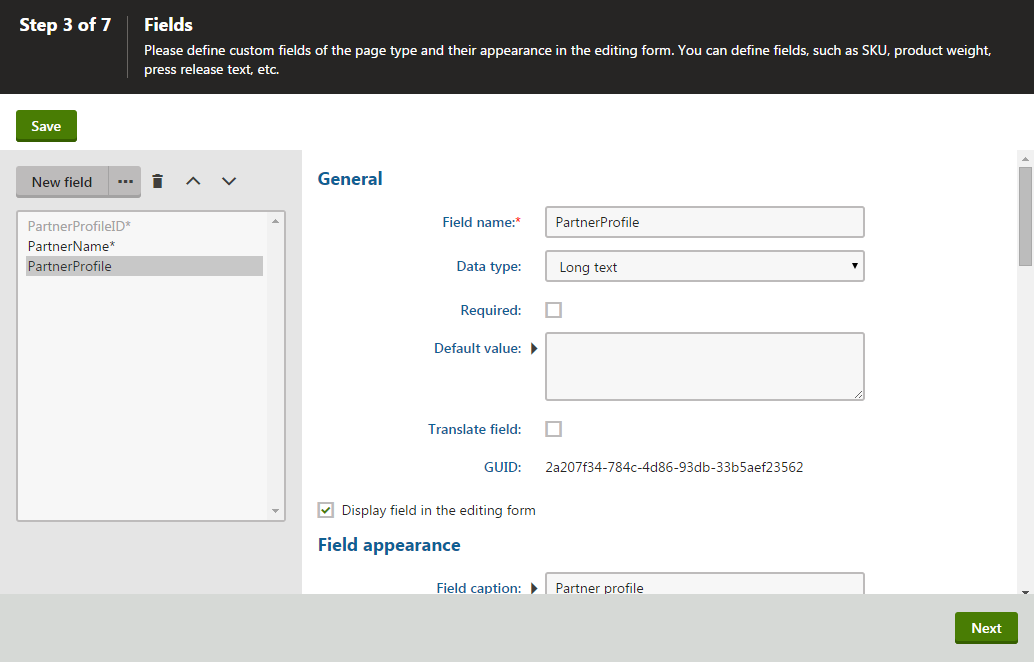 Step 3 of 7
Fields
Please define custom fields of the page type and their appearance in the editing form. You can define fields, such as SKU, product weight,
press release text, etc.
Save
New field
PartnerProfileID*
PartnerName*
PartnerProfile
General
Field name:* PartnerProfile
Data type: Long text
Required:
Default value:
Translate field:
GUID: 2a207f34-784c-4d86-93db-33b5aef23562
Display field in the editing form
Field appearance
Field caption: Partner profile
Next